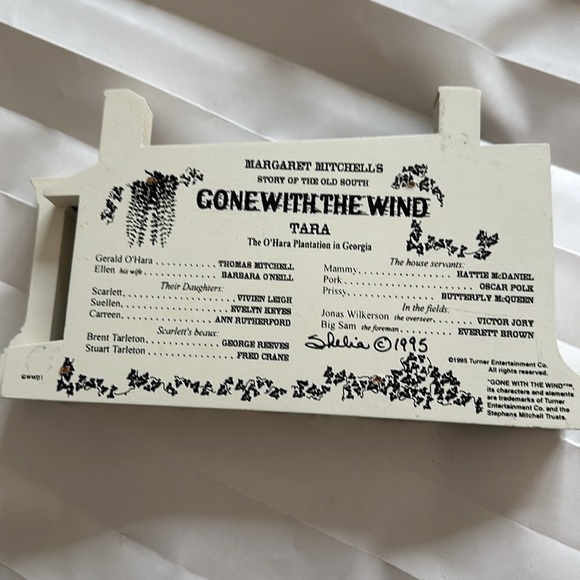 MARGARET MITCHELL'S
STORY OF THE OLD SOUTH
GONE WITH THE WIND
TARA
The O'Hara Plantation in Georgia
Gerald O'Hara . . . . . . . . . . . . . THOMAS MITCHELL
Ellen his wife . . . . . . . . . . . . . . . BARBARA O'NEILL
Their Daughters:
Scarlett. . . . . . . . . . . . . . . . . . . . . . . . VIVIEN LEIGH
Suellen. . . . . . . . . . . . . . . . . . . . . . . EVELYN KEYES
Carreen. . . . . . . . . . . . . . . . . . . ANN RUTHERFORD
Scarlett's beaux:
Brent Tarleton . . . . . . . . . . . . . . . GEORGE REEVES
Stuart Tarleton . . . . . . . . . . . . . . . . . . FRED CRANE
The house servants:
Mammy. . . . . . . . . . . . . . . . . . . HATTIE McDANIEL
Pork . . . . . . . . . . . . . . . . . . . . . . . . . . OSCAR POLK
Prissy. . . . . . . . . . . . . . . . . . BUTTERFLY McQUEEN
In the fields:
Jonas Wilkerson the overseer. . . . . . . . VICTOR JORY
Big Sam the foreman . . . . . . . . . . . EVERETT BROWN
Shelia ©1995
©1995 Turner Entertainment Co.
All rights reserved.
"GONE WITH THE WIND"™,
its characters and elements
are trademarks of Turner
Entertainment Co. and the
Stephens Mitchell Trusts.
GWW01